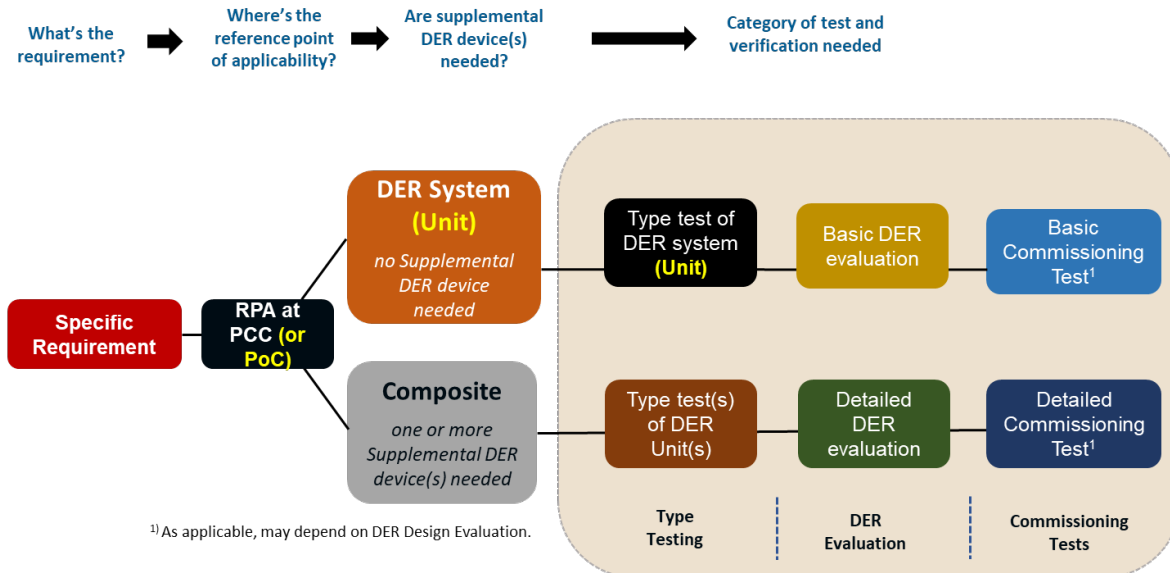 What's the
requirement?
Where's the
reference point
of applicability?
Are supplemental
DER device(s)
needed?
Category of test and
verification needed
DER System
(Unit)
no Supplemental
DER device
needed
Type test of
DER system
(Unit)
Basic DER
evaluation
Basic
Commissioning
Test1
Specific
Requirement
RPA at
PCC (or
PoC)
Composite
one or more
Supplemental DER
device(s) needed
Type test(s)
of DER
Unit(s)
Detailed
DER
evaluation
Detailed
Commissioning
Test1
1) As applicable, may depend on DER Design Evaluation.
Type
Testing
DER
Evaluation
Commissioning
Tests